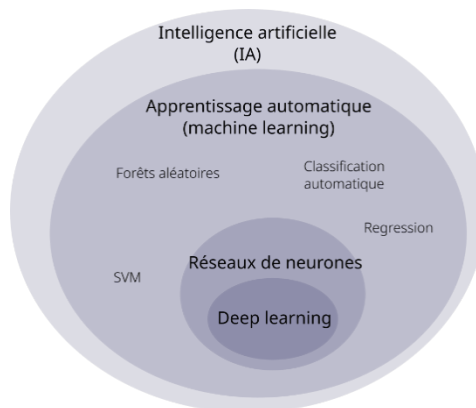 Intelligence artificielle
(IA)
Apprentissage automatique
(machine learning)
Forêts aléatoires
Classification
automatique
Regression
Réseaux de neurones
SVM
Deep learning